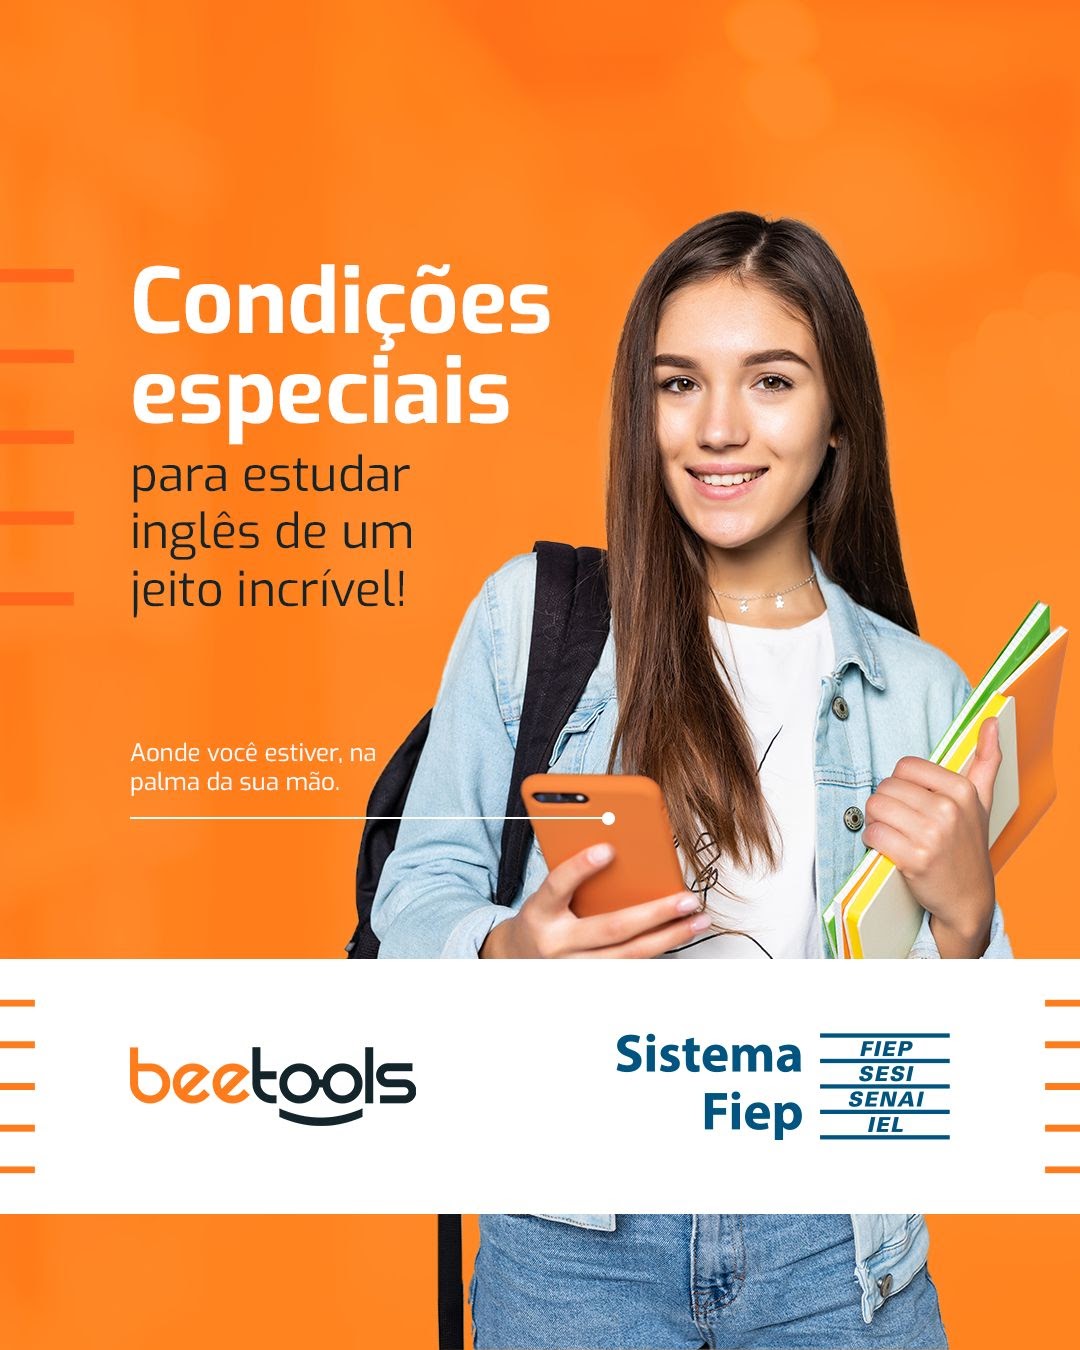 Condições
especiais
para estudar
inglês de um
jeito incrível!
Aonde você estiver, na
palma da sua mão.
beetools
Sistema
Fiep
FIEP
SESI
SENAI
IEL